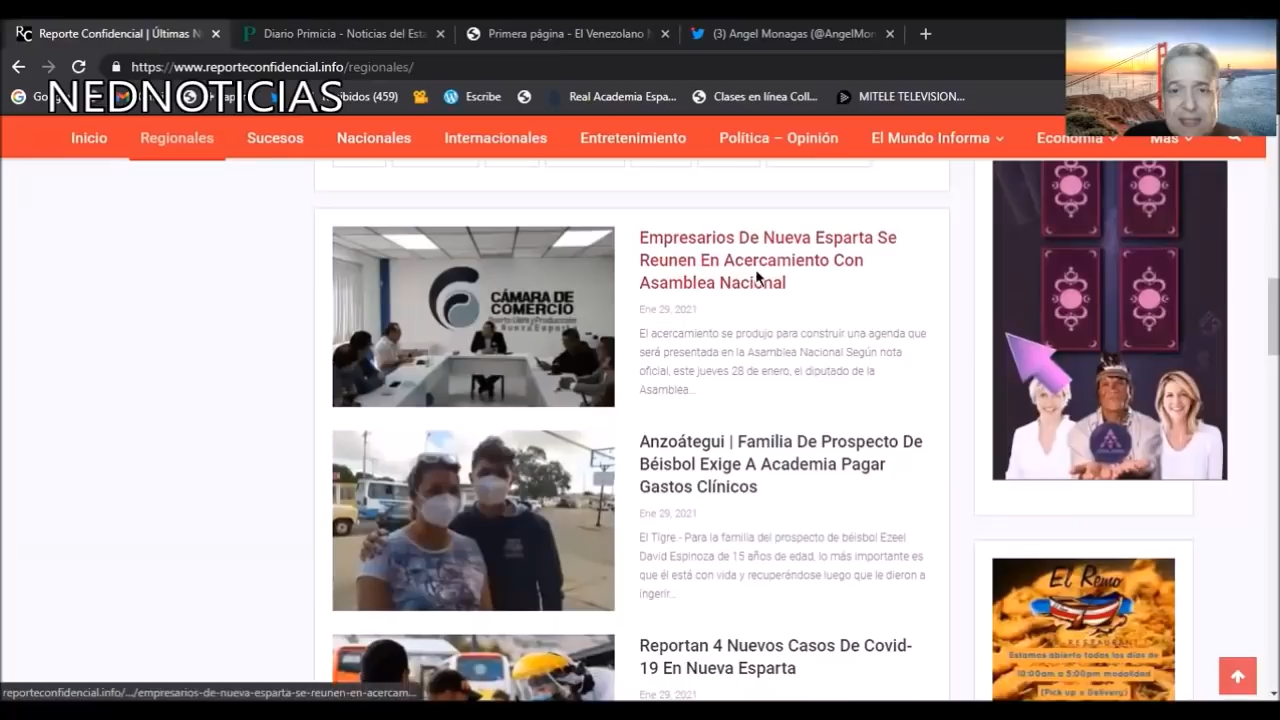 Reporte Confidencial | Últimas N
Diario Primicia - Noticias del Esta
Primera página - El Venezolano N
(3) Angel Monagas (@AngelMon
https://www.reporteconfidencial.info/regionales/
NEDNOTICIAS
ibidos (459)
Escribe
Real Academia Espa...
Clases en línea Coll...
MITELE TELEVISION...
Inicio
Regionales
Sucesos
Nacionales
Internacionales
Entretenimiento
Política – Opinión
El Mundo Informa
Economía
Más
CÁMARA DE
COMERCIO
Puerto Libre y Producción
Nueva Esparta
Empresarios De Nueva Esparta Se
Reunen En Acercamiento Con
Asamblea Nacional
Ene 29, 2021
El acercamiento se produjo para construir una agenda que
será presentada en la Asamblea Nacional Según nota
oficial, este jueves 28 de enero, el diputado de la
Asamblea...
Anzoátegui | Familia De Prospecto De
Béisbol Exige A Academia Pagar
Gastos Clínicos
Ene 29, 2021
El Tigre - Para la familia del prospecto de béisbol Ezeel
David Espinoza de 15 años de edad, lo más importante es
que él está con vida y recuperándose luego que le dieron a
ingerir...
Reportan 4 Nuevos Casos De Covid-
19 En Nueva Esparta
Ene 29, 2021
El Remo
RESTAURANT
Estamos abierto todos los días de
10:00am a 5:00pm modalidad
(Pick up y Delivery)
reporteconfidencial.info/.../empresarios-de-nueva-esparta-se-reunen-en-acercam...